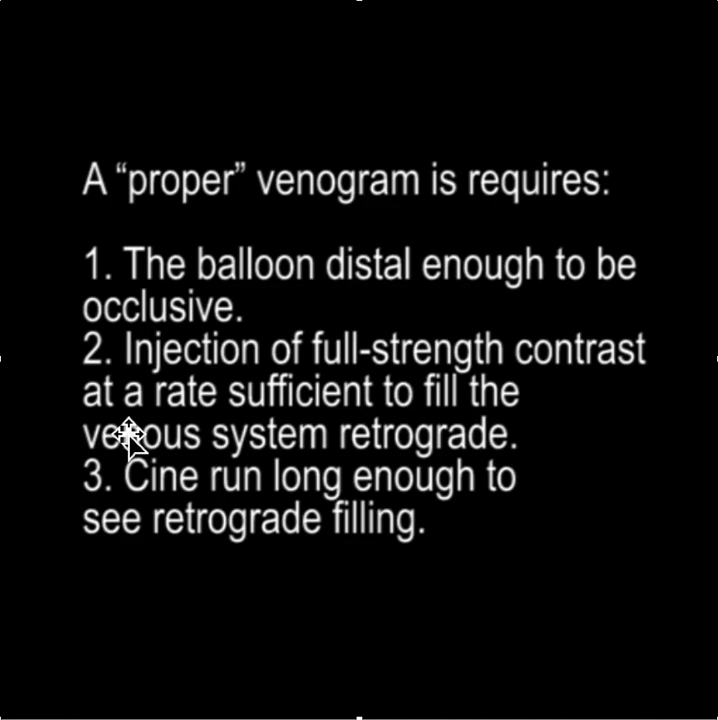 A “proper” venogram is requires:
1. The balloon distal enough to be
occlusive.
2. Injection of full-strength contrast
at a rate sufficient to fill the
venous system retrograde.
3. Cine run long enough to
see retrograde filling.